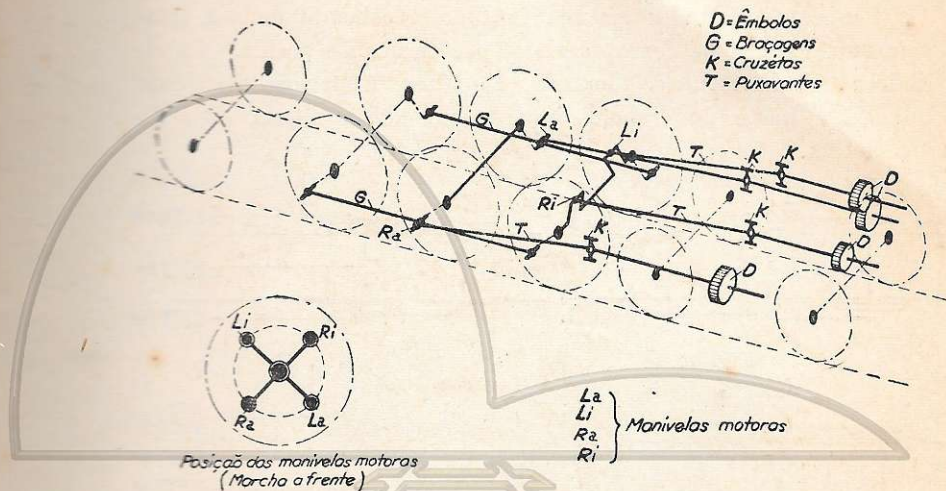 D = Êmbolos
G = Braçagens
K = Cruzétas
T = Puxavantes
G
La
Li
T
K
K
D
Ri
T
K
D
G
Ra
T
K
D
Li
Ri
Ra
La
Posição das manivelas motoras
(Marcha a frente)
La
Li
Ra
Ri
Manivelas motoras